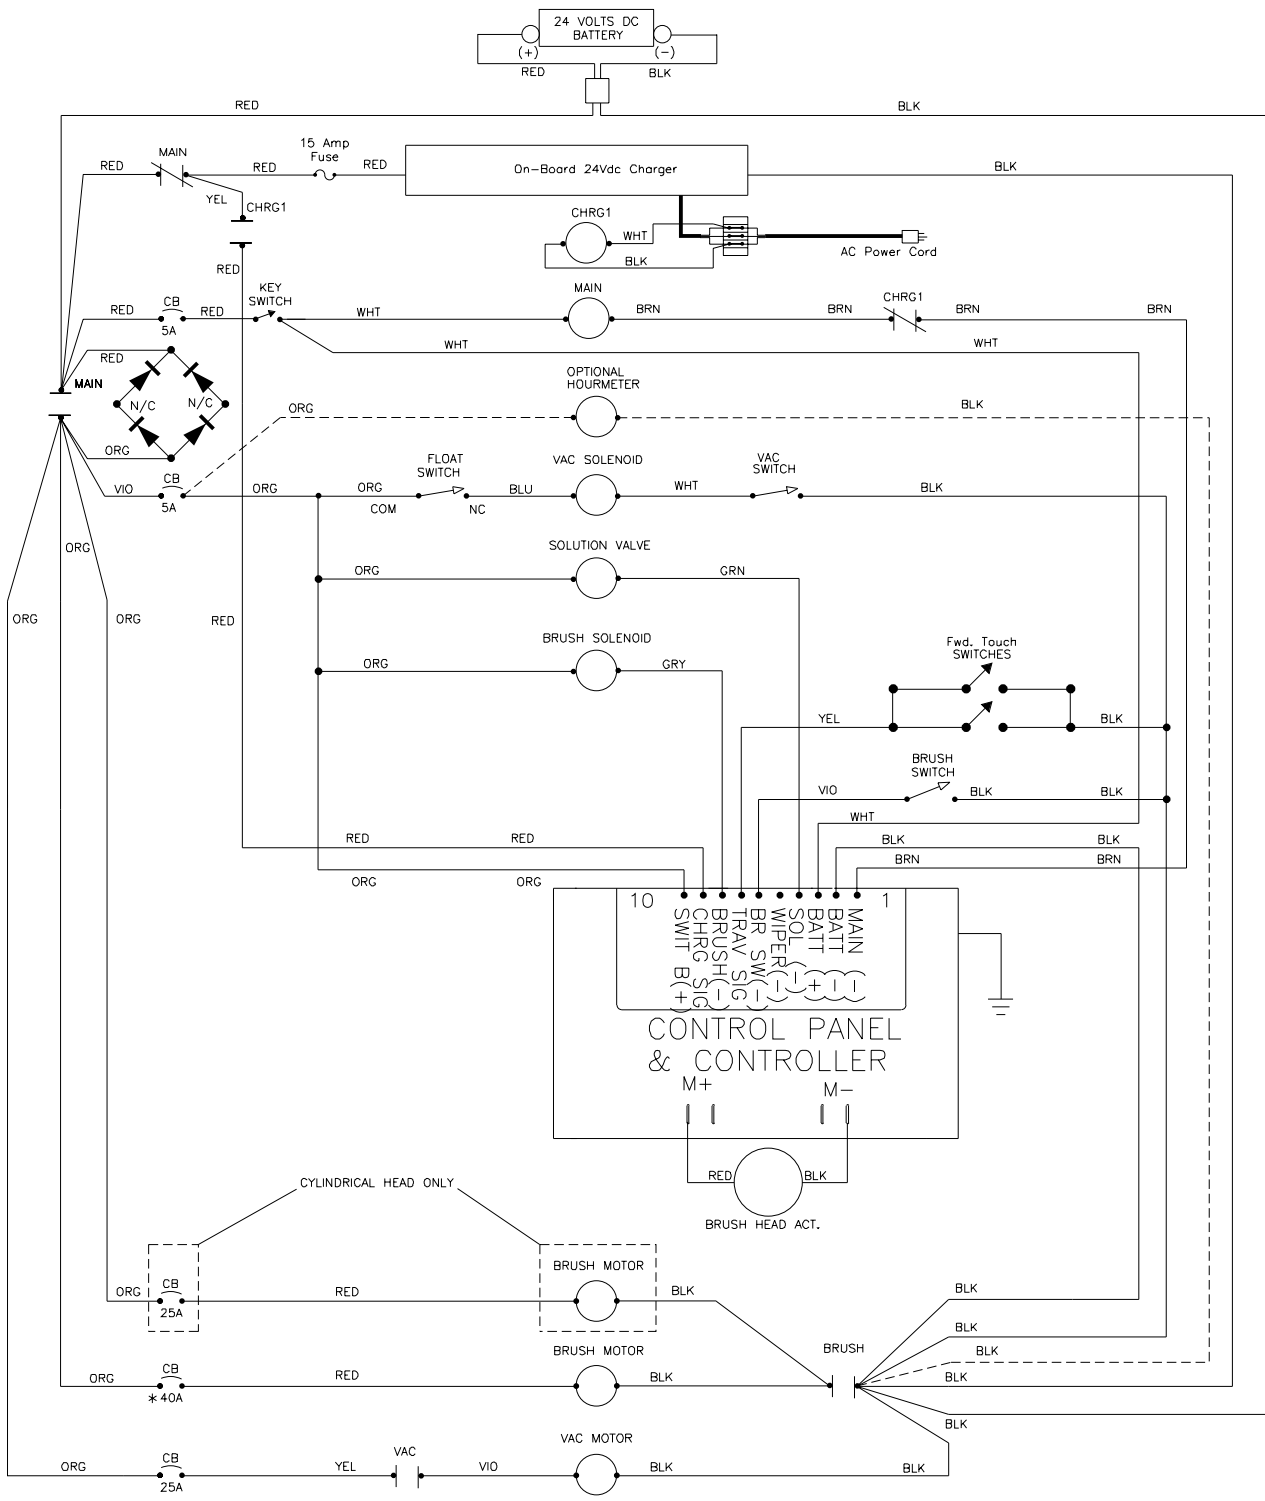 24 VOLTS DC
BATTERY
(+)
(-)
RED
BLK
RED
BLK
15 Amp
Fuse
MAIN
RED
RED
RED
On-Board 24Vdc Charger
BLK
YEL
CHRG1
CHRG1
WHT
BLK
AC Power Cord
RED
KEY
SWITCH
MAIN
CHRG1
CB
RED
RED
WHT
BRN
BRN
BRN
BRN
5A
WHT
WHT
RED
MAIN
OPTIONAL
HOURMETER
N/C
N/C
ORG
BLK
ORG
FLOAT
SWITCH
VAC SOLENOID
VAC
SWITCH
CB
VIO
ORG
ORG
BLU
WHT
BLK
5A
COM
NC
ORG
SOLUTION VALVE
ORG
GRN
ORG
ORG
RED
BRUSH SOLENOID
Fwd. Touch
SWITCHES
ORG
GRY
YEL
BLK
BRUSH
SWITCH
VIO
BLK
BLK
WHT
RED
RED
BLK
BLK
BRN
BRN
ORG
ORG
10
1
SWIT B(+)
CHRG SIG
BRUSH(-)
TRAV SIG
BR SW(-)
WIPER(-)
SOL (-)
BATT (+)
BATT (-)
MAIN (-)
CONTROL PANEL
& CONTROLLER
M+
M-
RED
BLK
BRUSH HEAD ACT.
CYLINDRICAL HEAD ONLY
BRUSH MOTOR
CB
ORG
RED
BLK
BLK
25A
BLK
BRUSH MOTOR
BRUSH
BLK
CB
ORG
RED
BLK
BLK
*40A
BLK
VAC MOTOR
CB
VAC
ORG
YEL
VIO
BLK
BLK
25A